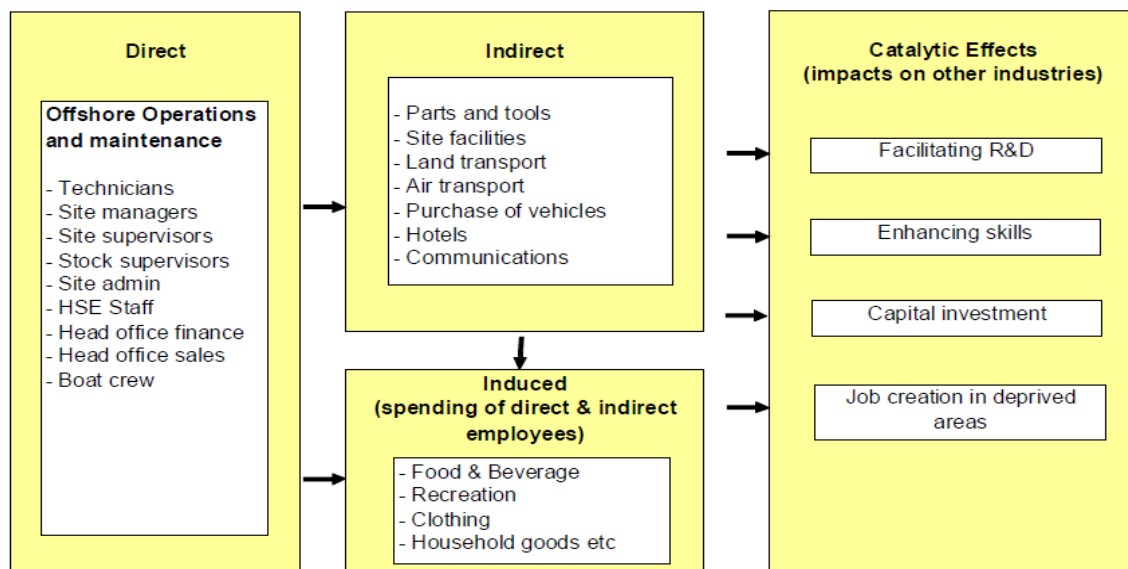 Direct
Offshore Operations
and maintenance
- Technicians
- Site managers
- Site supervisors
- Stock supervisors
- Site admin
- HSE Staff
- Head office finance
- Head office sales
- Boat crew
Indirect
- Parts and tools
- Site facilities
- Land transport
- Air transport
- Purchase of vehicles
- Hotels
- Communications
Induced
(spending of direct & indirect
employees)
- Food & Beverage
- Recreation
- Clothing
- Household goods etc
Catalytic Effects
(impacts on other industries)
Facilitating R&D
Enhancing skills
Capital investment
Job creation in deprived
areas